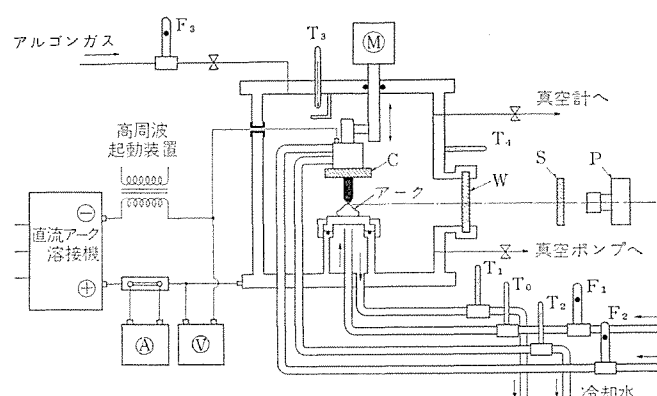 アルゴンガス
F₃
T₃
M
真空計へ
T₄
高周波
起動装置
C
S
P
アーク
W
⊖
直流アーク
溶接機
⊕
真空ポンプへ
T₁
T₀
T₂
F₁
F₂
A
V
冷却水